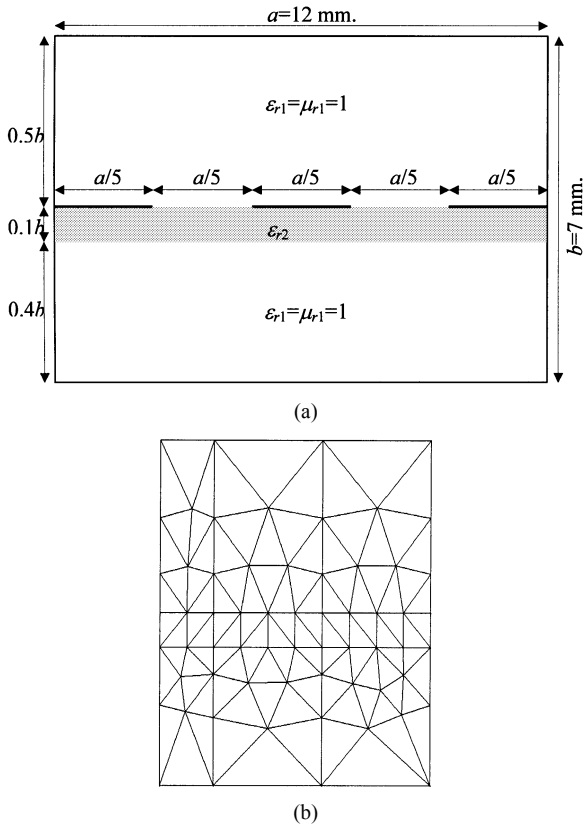 a=12 mm.
εr1=μr1=1
0.5b
a/5 a/5 a/5 a/5 a/5
0.1b
εr2
b=7 mm.
0.4b
εr1=μr1=1
(a)
(b)